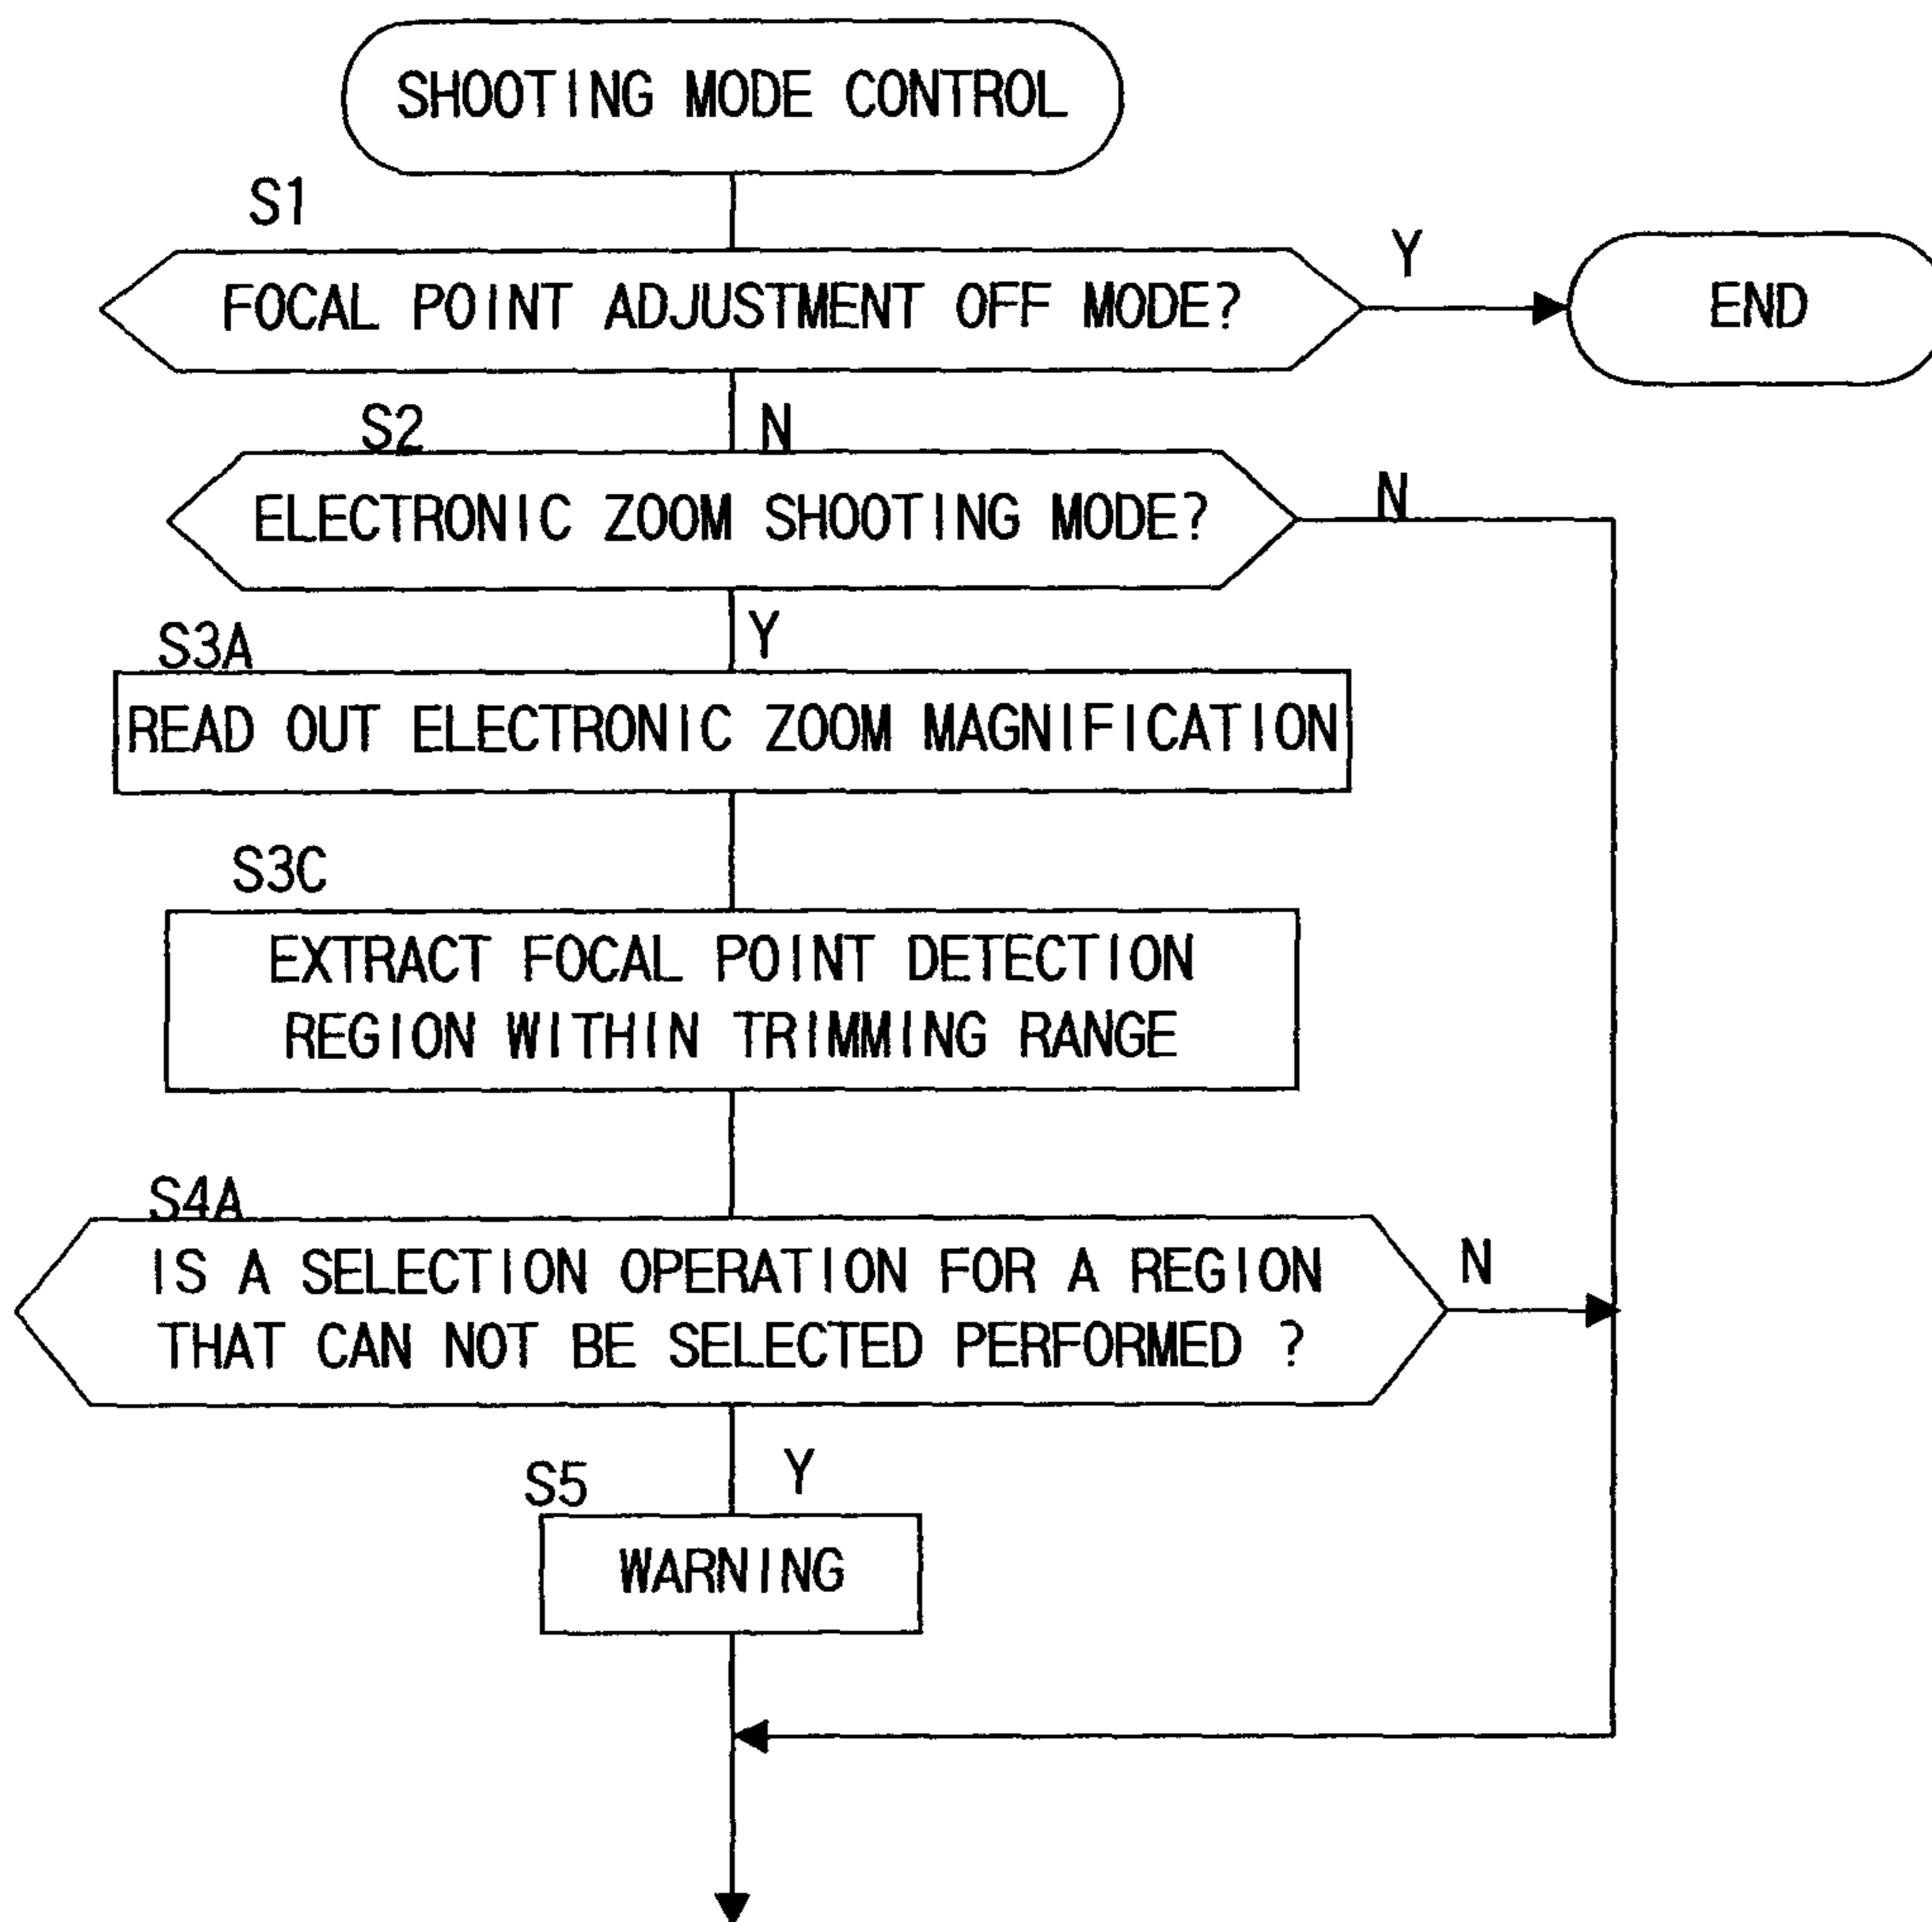 SHOOTING MODE CONTROL
S1
FOCAL POINT ADJUSTMENT OFF MODE?
Y
END
S2
N
ELECTRONIC ZOOM SHOOTING MODE?
N
Y
S3A
READ OUT ELECTRONIC ZOOM MAGNIFICATION
S3C
EXTRACT FOCAL POINT DETECTION
REGION WITHIN TRIMMING RANGE
S4A
IS A SELECTION OPERATION FOR A REGION
THAT CAN NOT BE SELECTED PERFORMED ?
N
Y
S5
WARNING